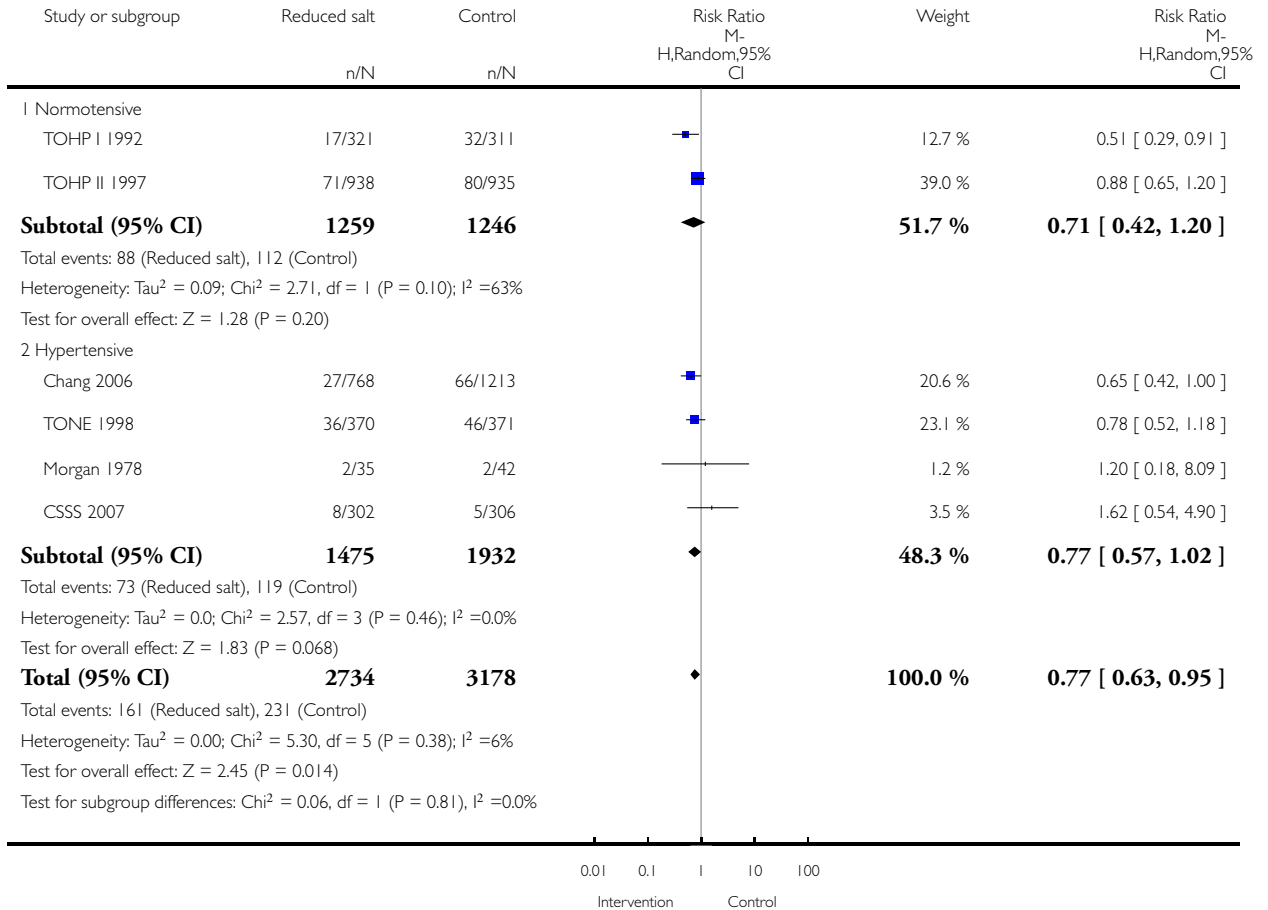 Study or subgroup Reduced salt Control Risk Ratio Weight Risk Ratio
M- M-
H,Random,95% H,Random,95%
n/N n/N CI CI
1 Normotensive
TOHP I 1992 17/321 32/311 12.7 % 0.51 [ 0.29, 0.91 ]
TOHP II 1997 71/938 80/935 39.0 % 0.88 [ 0.65, 1.20 ]
Subtotal (95% CI) 1259 1246 51.7 % 0.71 [ 0.42, 1.20 ]
Total events: 88 (Reduced salt), 112 (Control)
Heterogeneity: Tau² = 0.09; Chi² = 2.71, df = 1 (P = 0.10); I² =63%
Test for overall effect: Z = 1.28 (P = 0.20)
2 Hypertensive
Chang 2006 27/768 66/1213 20.6 % 0.65 [ 0.42, 1.00 ]
TONE 1998 36/370 46/371 23.1 % 0.78 [ 0.52, 1.18 ]
Morgan 1978 2/35 2/42 1.2 % 1.20 [ 0.18, 8.09 ]
CSSS 2007 8/302 5/306 3.5 % 1.62 [ 0.54, 4.90 ]
Subtotal (95% CI) 1475 1932 48.3 % 0.77 [ 0.57, 1.02 ]
Total events: 73 (Reduced salt), 119 (Control)
Heterogeneity: Tau² = 0.0; Chi² = 2.57, df = 3 (P = 0.46); I² =0.0%
Test for overall effect: Z = 1.83 (P = 0.068)
Total (95% CI) 2734 3178 100.0 % 0.77 [ 0.63, 0.95 ]
Total events: 161 (Reduced salt), 231 (Control)
Heterogeneity: Tau² = 0.00; Chi² = 5.30, df = 5 (P = 0.38); I² =6%
Test for overall effect: Z = 2.45 (P = 0.014)
Test for subgroup differences: Chi² = 0.06, df = 1 (P = 0.81), I² =0.0%
0.01 0.1 1 10 100
Intervention Control